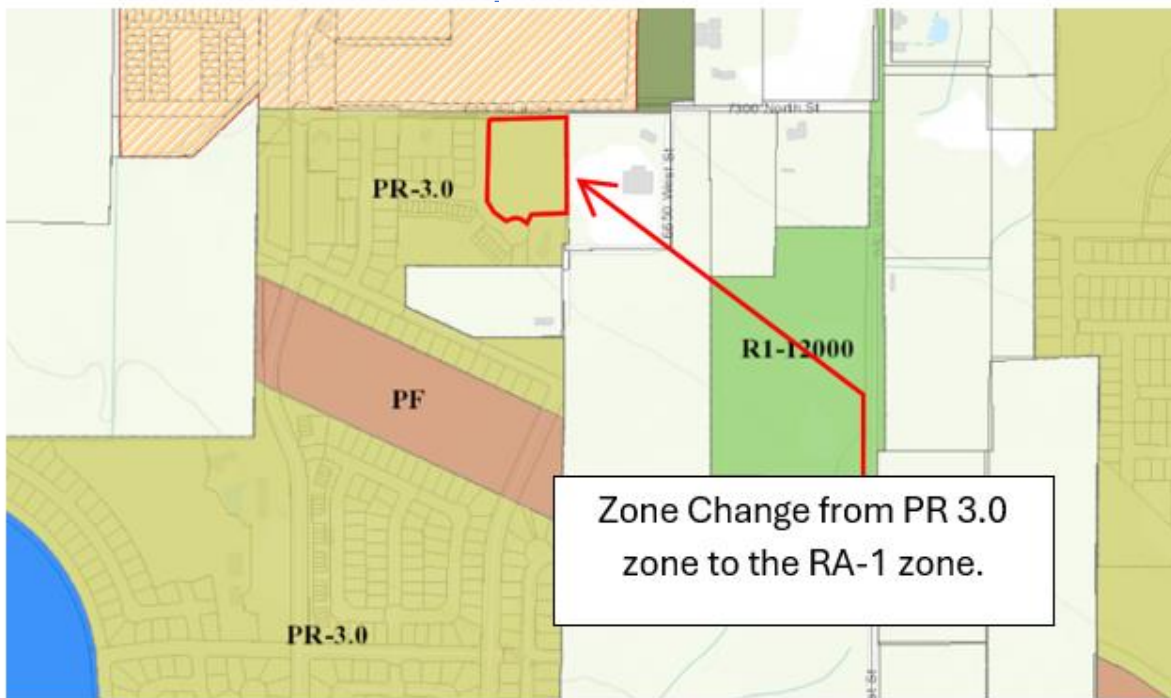 7300 North St
PR-3.0
6650 West St
R1-12000
PF
Zone Change from PR 3.0
zone to the RA-1 zone.
PR-3.0